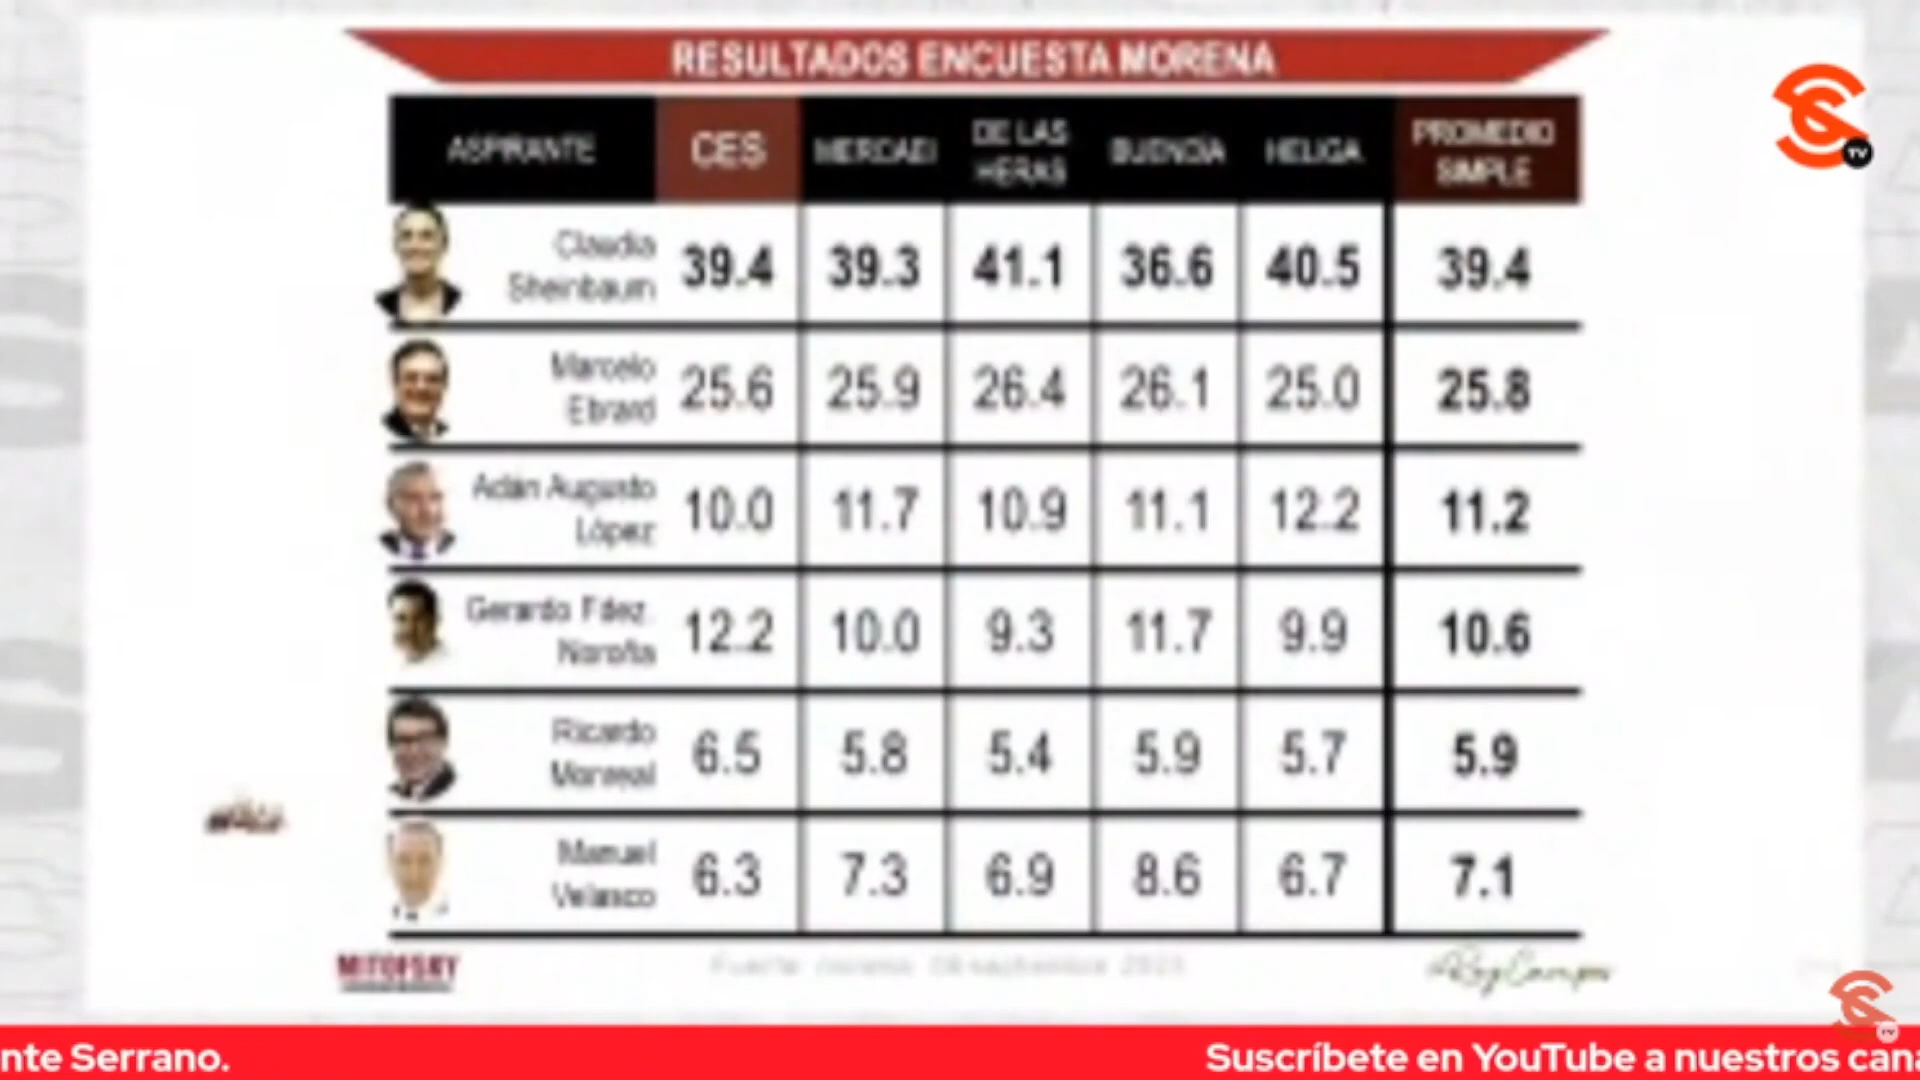 RESULTADOS ENCUESTA MORENA
ASPIRANTE CES MERCAEI DE LAS HERAS BUENDÍA HELIGA PROMEDIO SIMPLE
Claudia Sheinbaum 39.4 39.3 41.1 36.6 40.5 39.4
Marcelo Ebrard 25.6 25.9 26.4 26.1 25.0 25.8
Adán Augusto López 10.0 11.7 10.9 11.1 12.2 11.2
Gerardo Fdez. Noroña 12.2 10.0 9.3 11.7 9.9 10.6
Ricardo Monreal 6.5 5.8 5.4 5.9 5.7 5.9
Manuel Velasco 6.3 7.3 6.9 8.6 6.7 7.1
MITOFSKY
@RoyCampos
TV
nte Serrano. Suscríbete en YouTube a nuestros cana